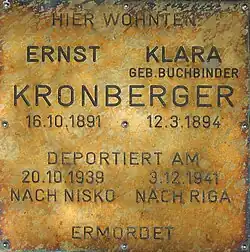 HIER WOHNTEN
ERNST KLARA
GEB. BUCHBINDER
KRONBERGER
16.10.1891 12.3.1894
DEPORTIERT AM
20.10.1939 3.12.1941
NACH NISKO NACH RIGA
ERMORDET